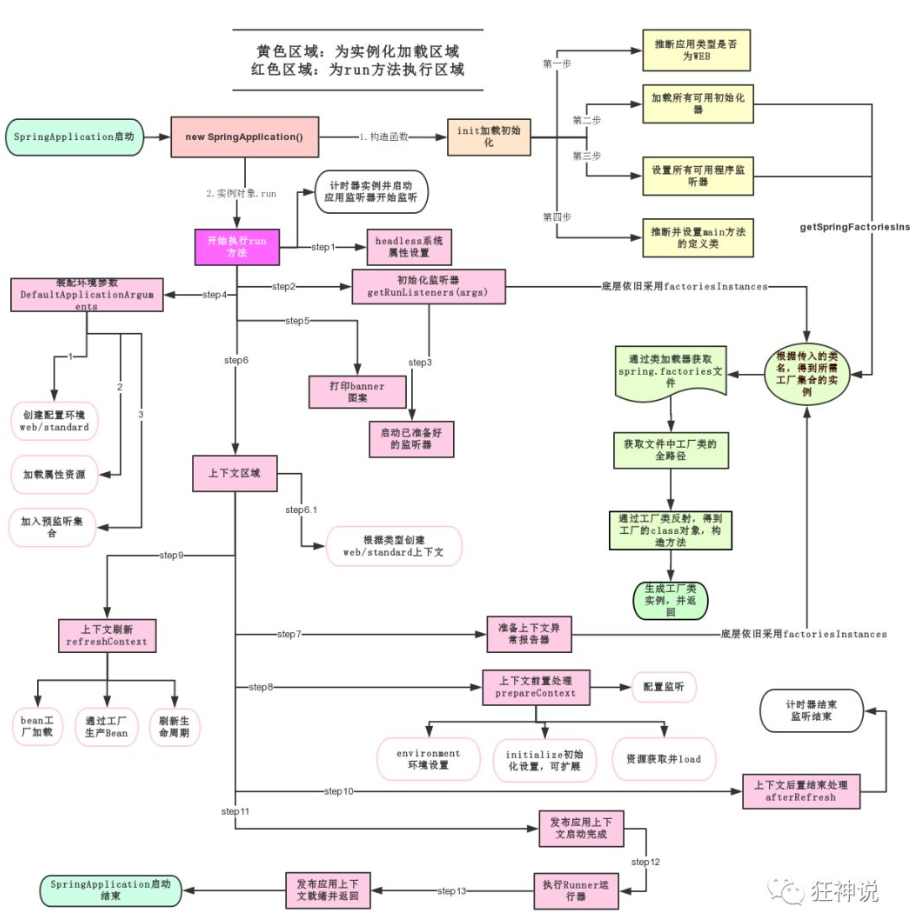 黄色区域：为实例化加载区域
红色区域：为run方法执行区域
SpringApplication启动
new SpringApplication()
1.构造函数
init加载初始
化
第一步
推断应用类型是否
为WEB
第二步
加载所有可用初始化
器
第三步
设置所有可用程序监
听器
第四步
推断并设置main方法
的定义类
getSpringFactoriesIns
2.实例对象.run
计时器实例并启动
应用监听器开始监听
开始执行run
方法
step1
headless系统
属性设置
step2
初始化监听器
getRunListeners(args)
底层依旧采用factoriesInstances
step3
启动已准备好
的监听器
step4
装配环境参数
DefaultApplicationArgum
ents
1
创建配置环境
web/standard
2
加载属性资源
3
加入预监听集
合
step5
打印banner
图案
step6
上下文区域
step6.1
根据类型创建
web/standard上下文
根据传入的类
名，得到所需
工厂集合的实
例
通过类加载器获取
spring.factories文
件
获取文件中工厂类的
全路径
通过工厂类反射，得到
工厂的class对象，构
造方法
生成工厂类
实例，并返
回
step7
准备上下文异
常报告器
底层依旧采用factoriesInstances
step8
上下文前置处理
prepareContext
配置监听
environment
环境设置
initialize初始
化设置，可扩展
资源获取并load
step9
上下文刷新
refreshContext
bean工
厂加载
通过工厂
生产Bean
刷新生
命周期
step10
上下文后置结束处理
afterRefresh
计时器结束
监听结束
step11
发布应用上下
文启动完成
step12
执行Runner运
行器
step13
发布应用上下
文就绪并返回
SpringApplication启动
结束
狂神说